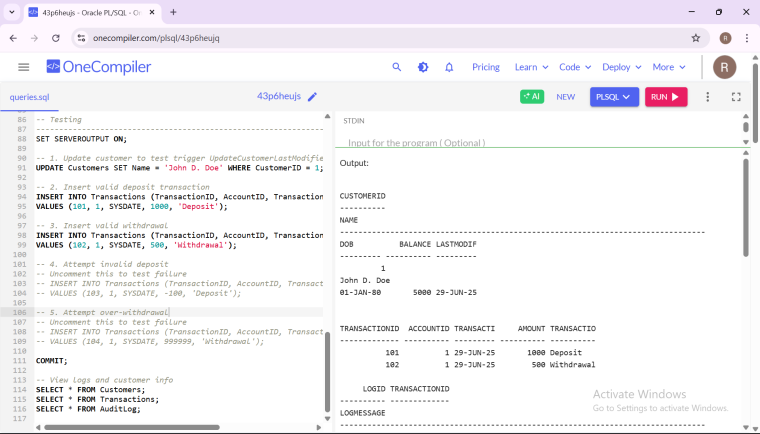 43p6heujs - Oracle PL/SQL - On
onecompiler.com/plsql/43p6heujq
R
OneCompiler
Pricing
Learn
Code
Deploy
More
R
queries.sql
43p6heujs
AI
NEW
PLSQL
RUN
86 -- Testing
87 --------------------------------------------------------------------
88 SET SERVEROUTPUT ON;
89
90 -- 1. Update customer to test trigger UpdateCustomerLastModifie
91 UPDATE Customers SET Name = 'John D. Doe' WHERE CustomerID = 1;
92
93 -- 2. Insert valid deposit transaction
94 INSERT INTO Transactions (TransactionID, AccountID, Transaction
95 VALUES (101, 1, SYSDATE, 1000, 'Deposit');
96
97 -- 3. Insert valid withdrawal
98 INSERT INTO Transactions (TransactionID, AccountID, Transaction
99 VALUES (102, 1, SYSDATE, 500, 'Withdrawal');
100
101 -- 4. Attempt invalid deposit
102 -- Uncomment this to test failure
103 -- INSERT INTO Transactions (TransactionID, AccountID, Transact
104 -- VALUES (103, 1, SYSDATE, -100, 'Deposit');
105
106 -- 5. Attempt over-withdrawal
107 -- Uncomment this to test failure
108 -- INSERT INTO Transactions (TransactionID, AccountID, Transact
109 -- VALUES (104, 1, SYSDATE, 999999, 'Withdrawal');
110
111 COMMIT;
112
113 -- View Logs and customer info
114 SELECT * FROM Customers;
115 SELECT * FROM Transactions;
116 SELECT * FROM AuditLog;
117
STDIN
Input for the program ( Optional )
Output:
CUSTOMERID
----------
NAME
--------------------------------------------------------------------------------
DOB BALANCE LASTMODIF
--------- ---------- ---------
1
John D. Doe
01-JAN-80 5000 29-JUN-25
TRANSACTIONID ACCOUNTID TRANSACTI AMOUNT TRANSACTIO
------------- ---------- --------- ---------- ----------
101 1 29-JUN-25 1000 Deposit
102 1 29-JUN-25 500 Withdrawal
LOGID TRANSACTIONID
---------- -------------
LOGMESSAGE
--------------------------------------------------------------------------------
Activate Windows
Go to Settings to activate Windows.